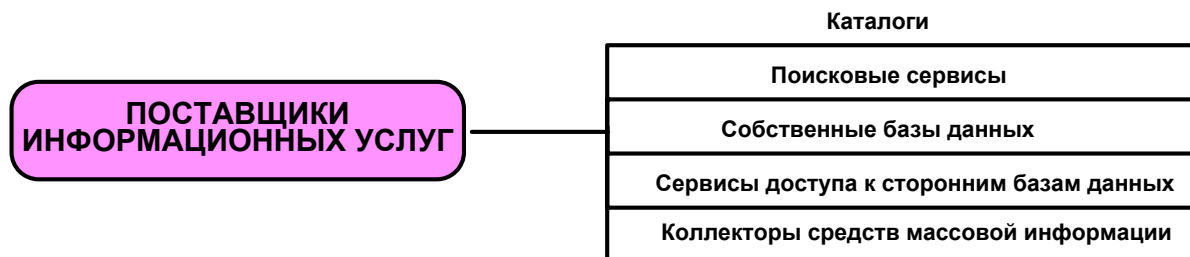 Каталоги
Поисковые сервисы
ПОСТАВЩИКИ
ИНФОРМАЦИОННЫХ УСЛУГ
Собственные базы данных
Сервисы доступа к сторонним базам данных
Коллекторы средств массовой информации